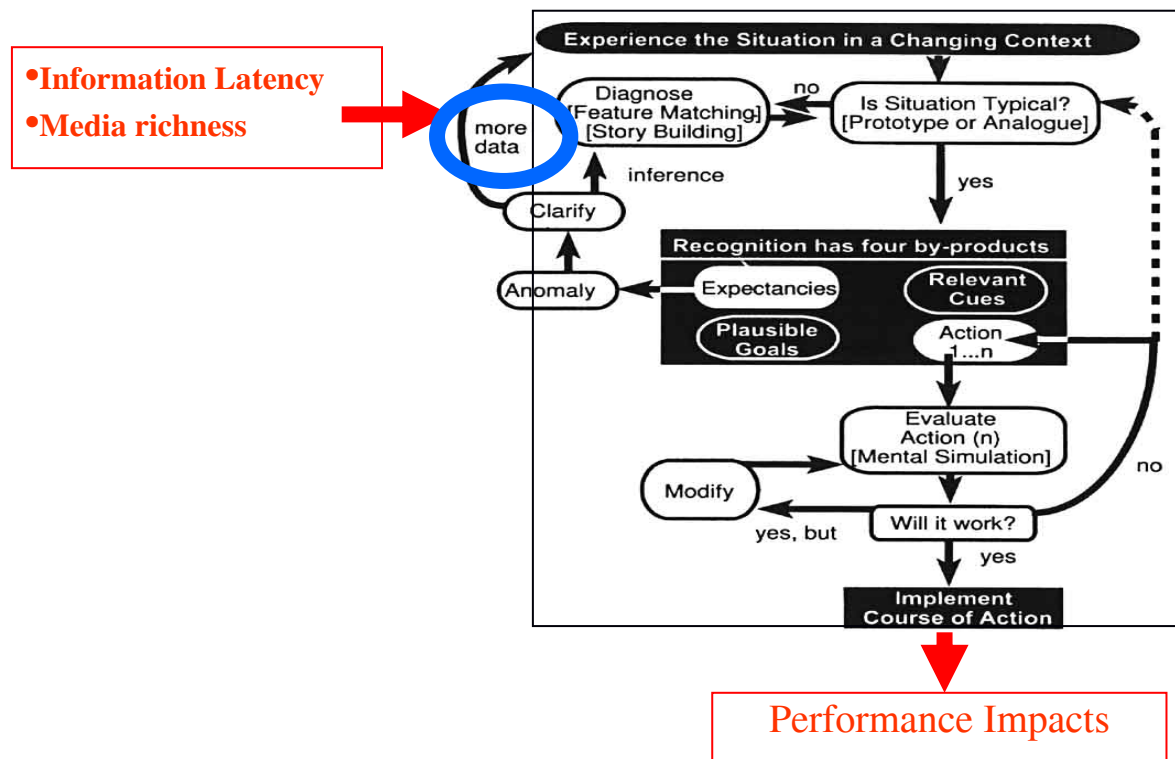 •Information Latency
•Media richness
Experience the Situation in a Changing Context
Diagnose
[Feature Matching]
[Story Building]
no
Is Situation Typical?
[Prototype or Analogue]
more
data
inference
yes
Clarify
Recognition has four by-products
Anomaly
Expectancies
Relevant
Cues
Plausible
Goals
Action
1...n
Evaluate
Action (n)
[Mental Simulation]
no
Modify
Will it work?
yes, but
yes
Implement
Course of Action
Performance Impacts